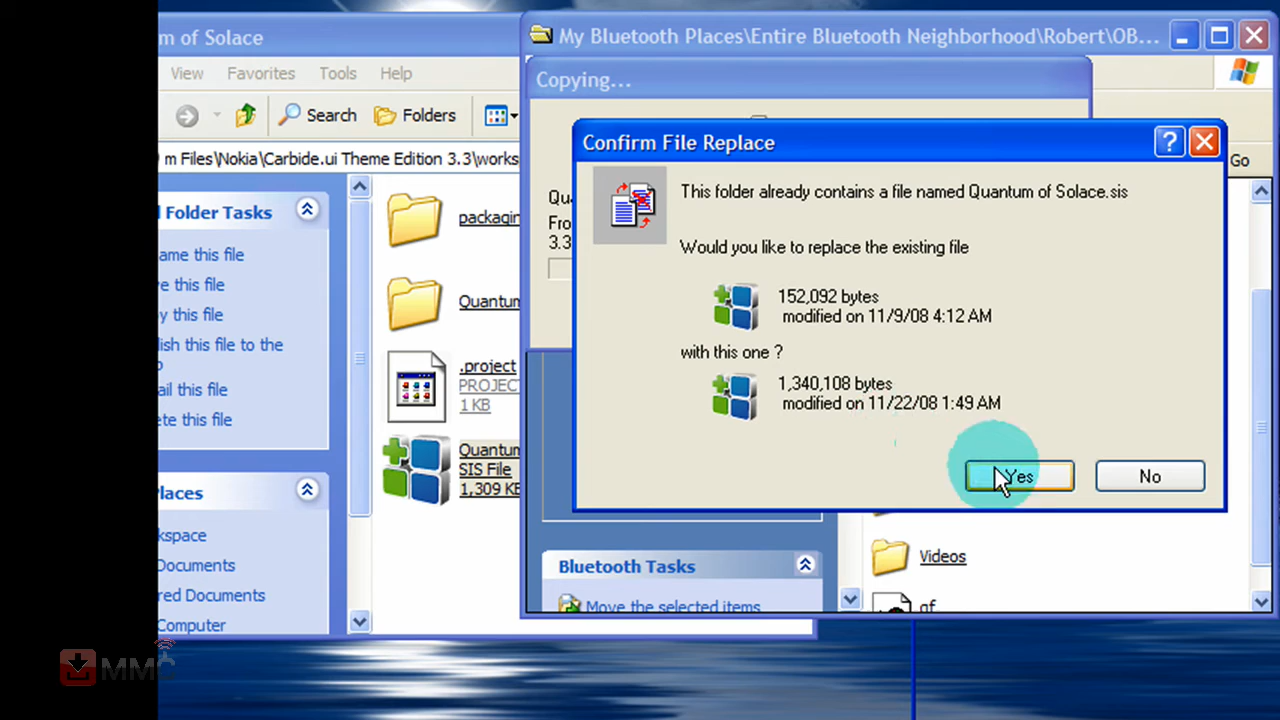 m of Solace
View Favorites Tools Help
Search Folders
m Files\Nokia\Carbide.ui Theme Edition 3.3\works
Folder Tasks
ame this file
ve this file
y this file
lish this file to the
ail this file
ete this file
Places
kspace
Documents
red Documents
Computer
packagin
Quantum
.project
PROJECT
1 KB
Quantum
SIS File
1,309 KB
My Bluetooth Places\Entire Bluetooth Neighborhood\Robert\OB...
Go
Copying...
Qua
From
3.3
Confirm File Replace
This folder already contains a file named Quantum of Solace.sis
Would you like to replace the existing file
152,092 bytes
modified on 11/9/08 4:12 AM
with this one ?
1,340,108 bytes
modified on 11/22/08 1:49 AM
Yes No
Bluetooth Tasks
Move the selected items
Videos
MMC